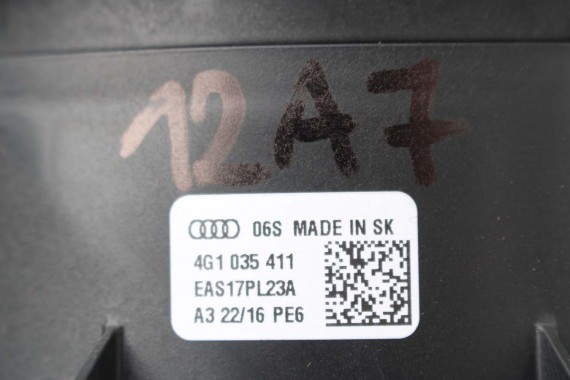 12A7
06S MADE IN SK
4G1 035 411
EAS17PL23A
A3 22/16 PE6